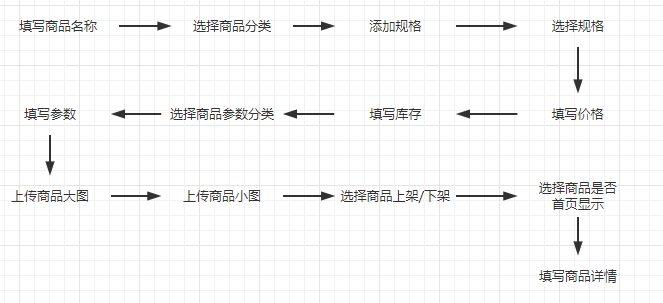 填写商品名称
选择商品分类
添加规格
选择规格
填写参数
选择商品参数分类
填写库存
填写价格
上传商品大图
上传商品小图
选择商品上架/下架
选择商品是否
首页显示
填写商品详情